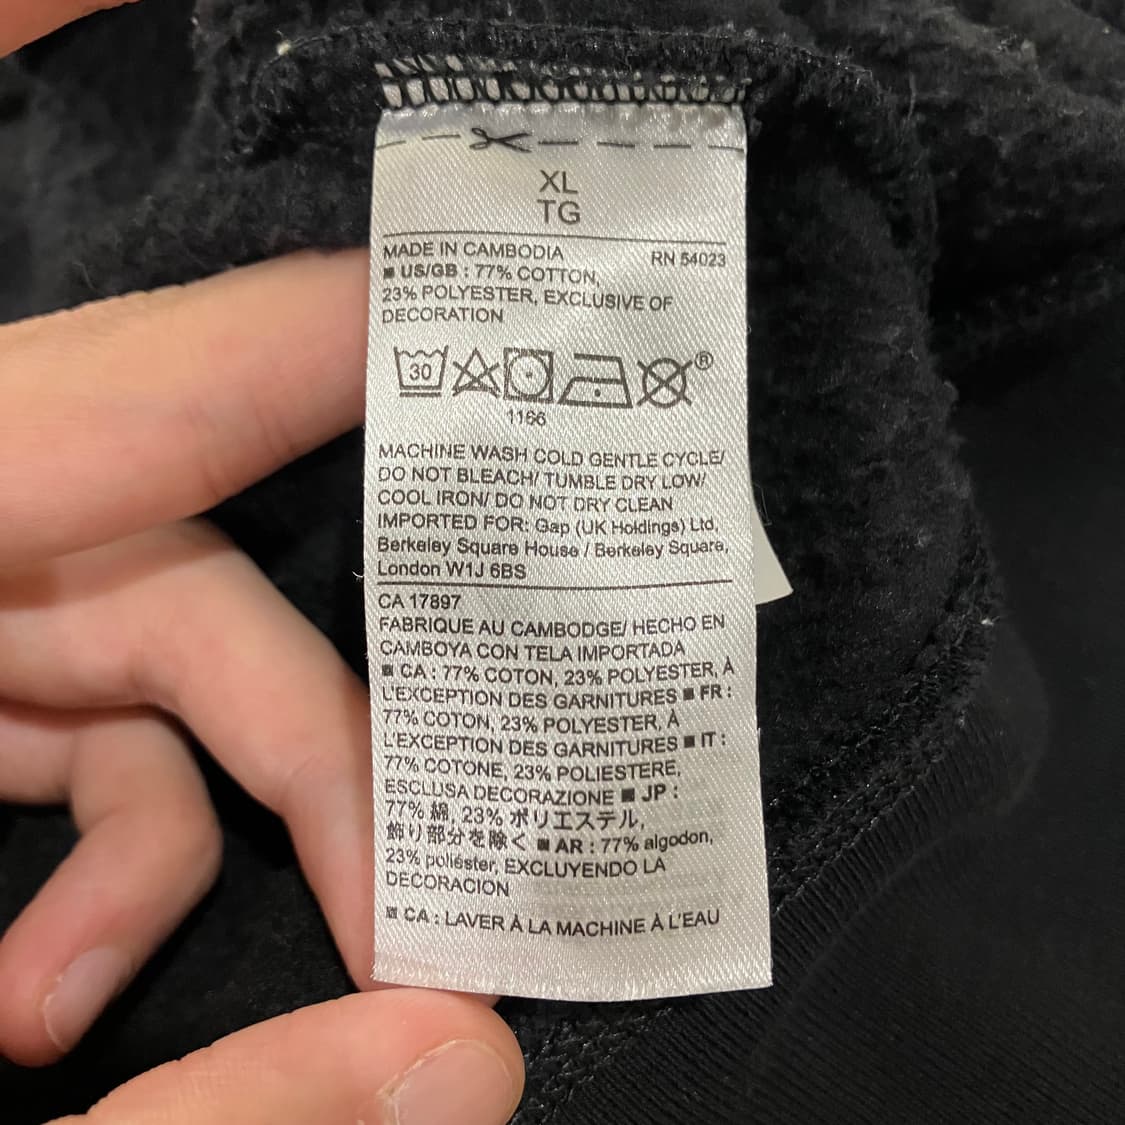 XL
TG
MADE IN CAMBODIA RN 54023
■ US/GB : 77% COTTON,
23% POLYESTER, EXCLUSIVE OF
DECORATION
30
®
1166
MACHINE WASH COLD GENTLE CYCLE/
DO NOT BLEACH/ TUMBLE DRY LOW/
COOL IRON/ DO NOT DRY CLEAN
IMPORTED FOR: Gap (UK Holdings) Ltd,
Berkeley Square House / Berkeley Square,
London W1J 6BS
CA 17897
FABRIQUE AU CAMBODGE/ HECHO EN
CAMBOYA CON TELA IMPORTADA
■ CA : 77% COTON, 23% POLYESTER, À
L'EXCEPTION DES GARNITURES ■ FR :
77% COTON, 23% POLYESTER, À
L'EXCEPTION DES GARNITURES ■ IT :
77% COTONE, 23% POLIESTERE,
ESCLUSA DECORAZIONE ■ JP :
77% 綿, 23% ポリエステル,
飾り部分を除く ■ AR : 77% algodon,
23% poliéster, EXCLUYENDO LA
DECORACION
■ CA : LAVER À LA MACHINE À L'EAU